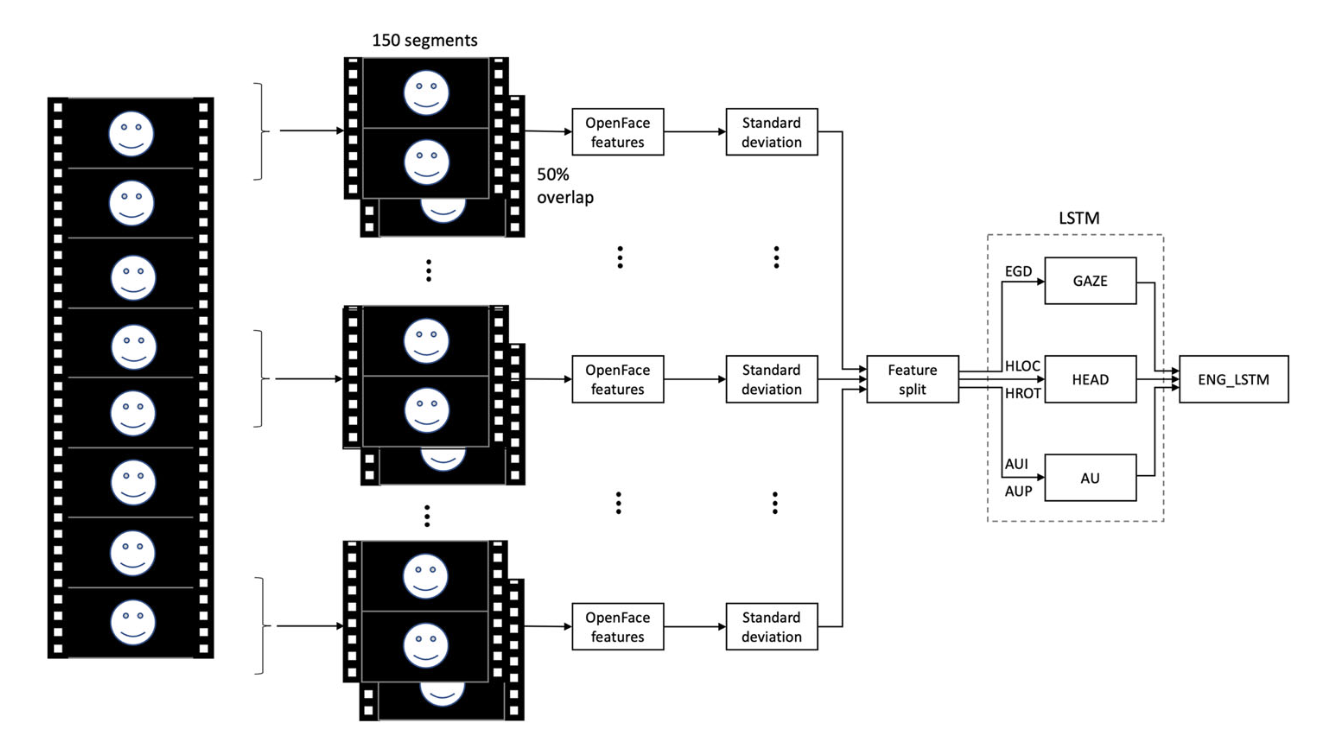 150 segments
OpenFace
features
Standard
deviation
50%
overlap
LSTM
EGD
GAZE
OpenFace
features
Standard
deviation
Feature
split
HLOC
HROT
HEAD
ENG_LSTM
AUI
AUP
AU
OpenFace
features
Standard
deviation